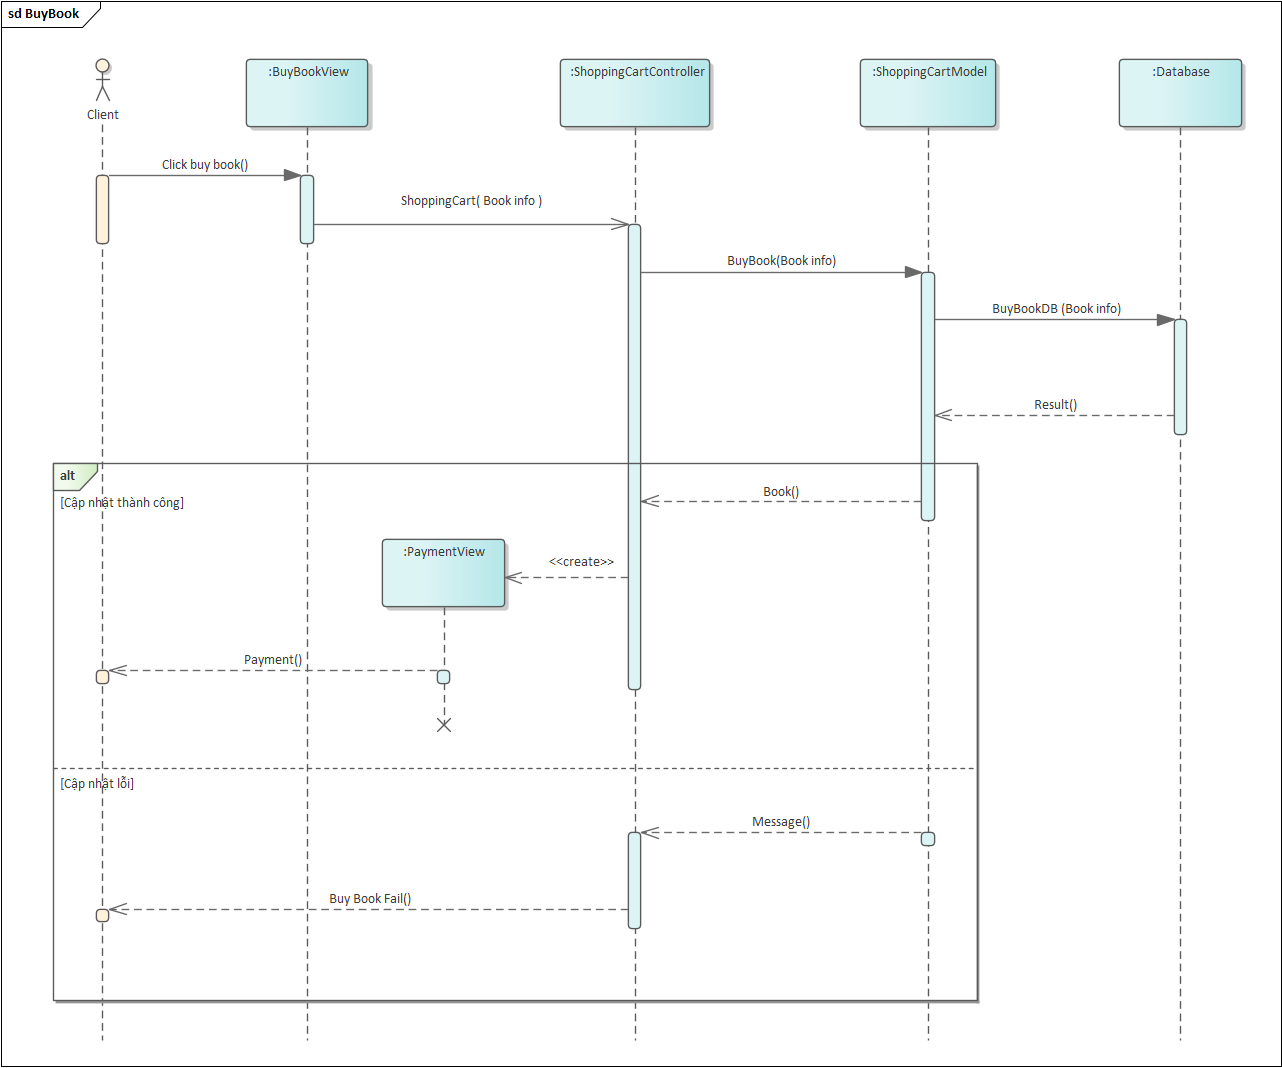 sd BuyBook
Client
:BuyBookView
:ShoppingCartController
:ShoppingCartModel
:Database
Click buy book()
ShoppingCart( Book info )
BuyBook(Book info)
BuyBookDB (Book info)
Result()
alt
[Cập nhật thành công]
Book()
:PaymentView
<<create>>
Payment()
[Cập nhật lỗi]
Message()
Buy Book Fail()